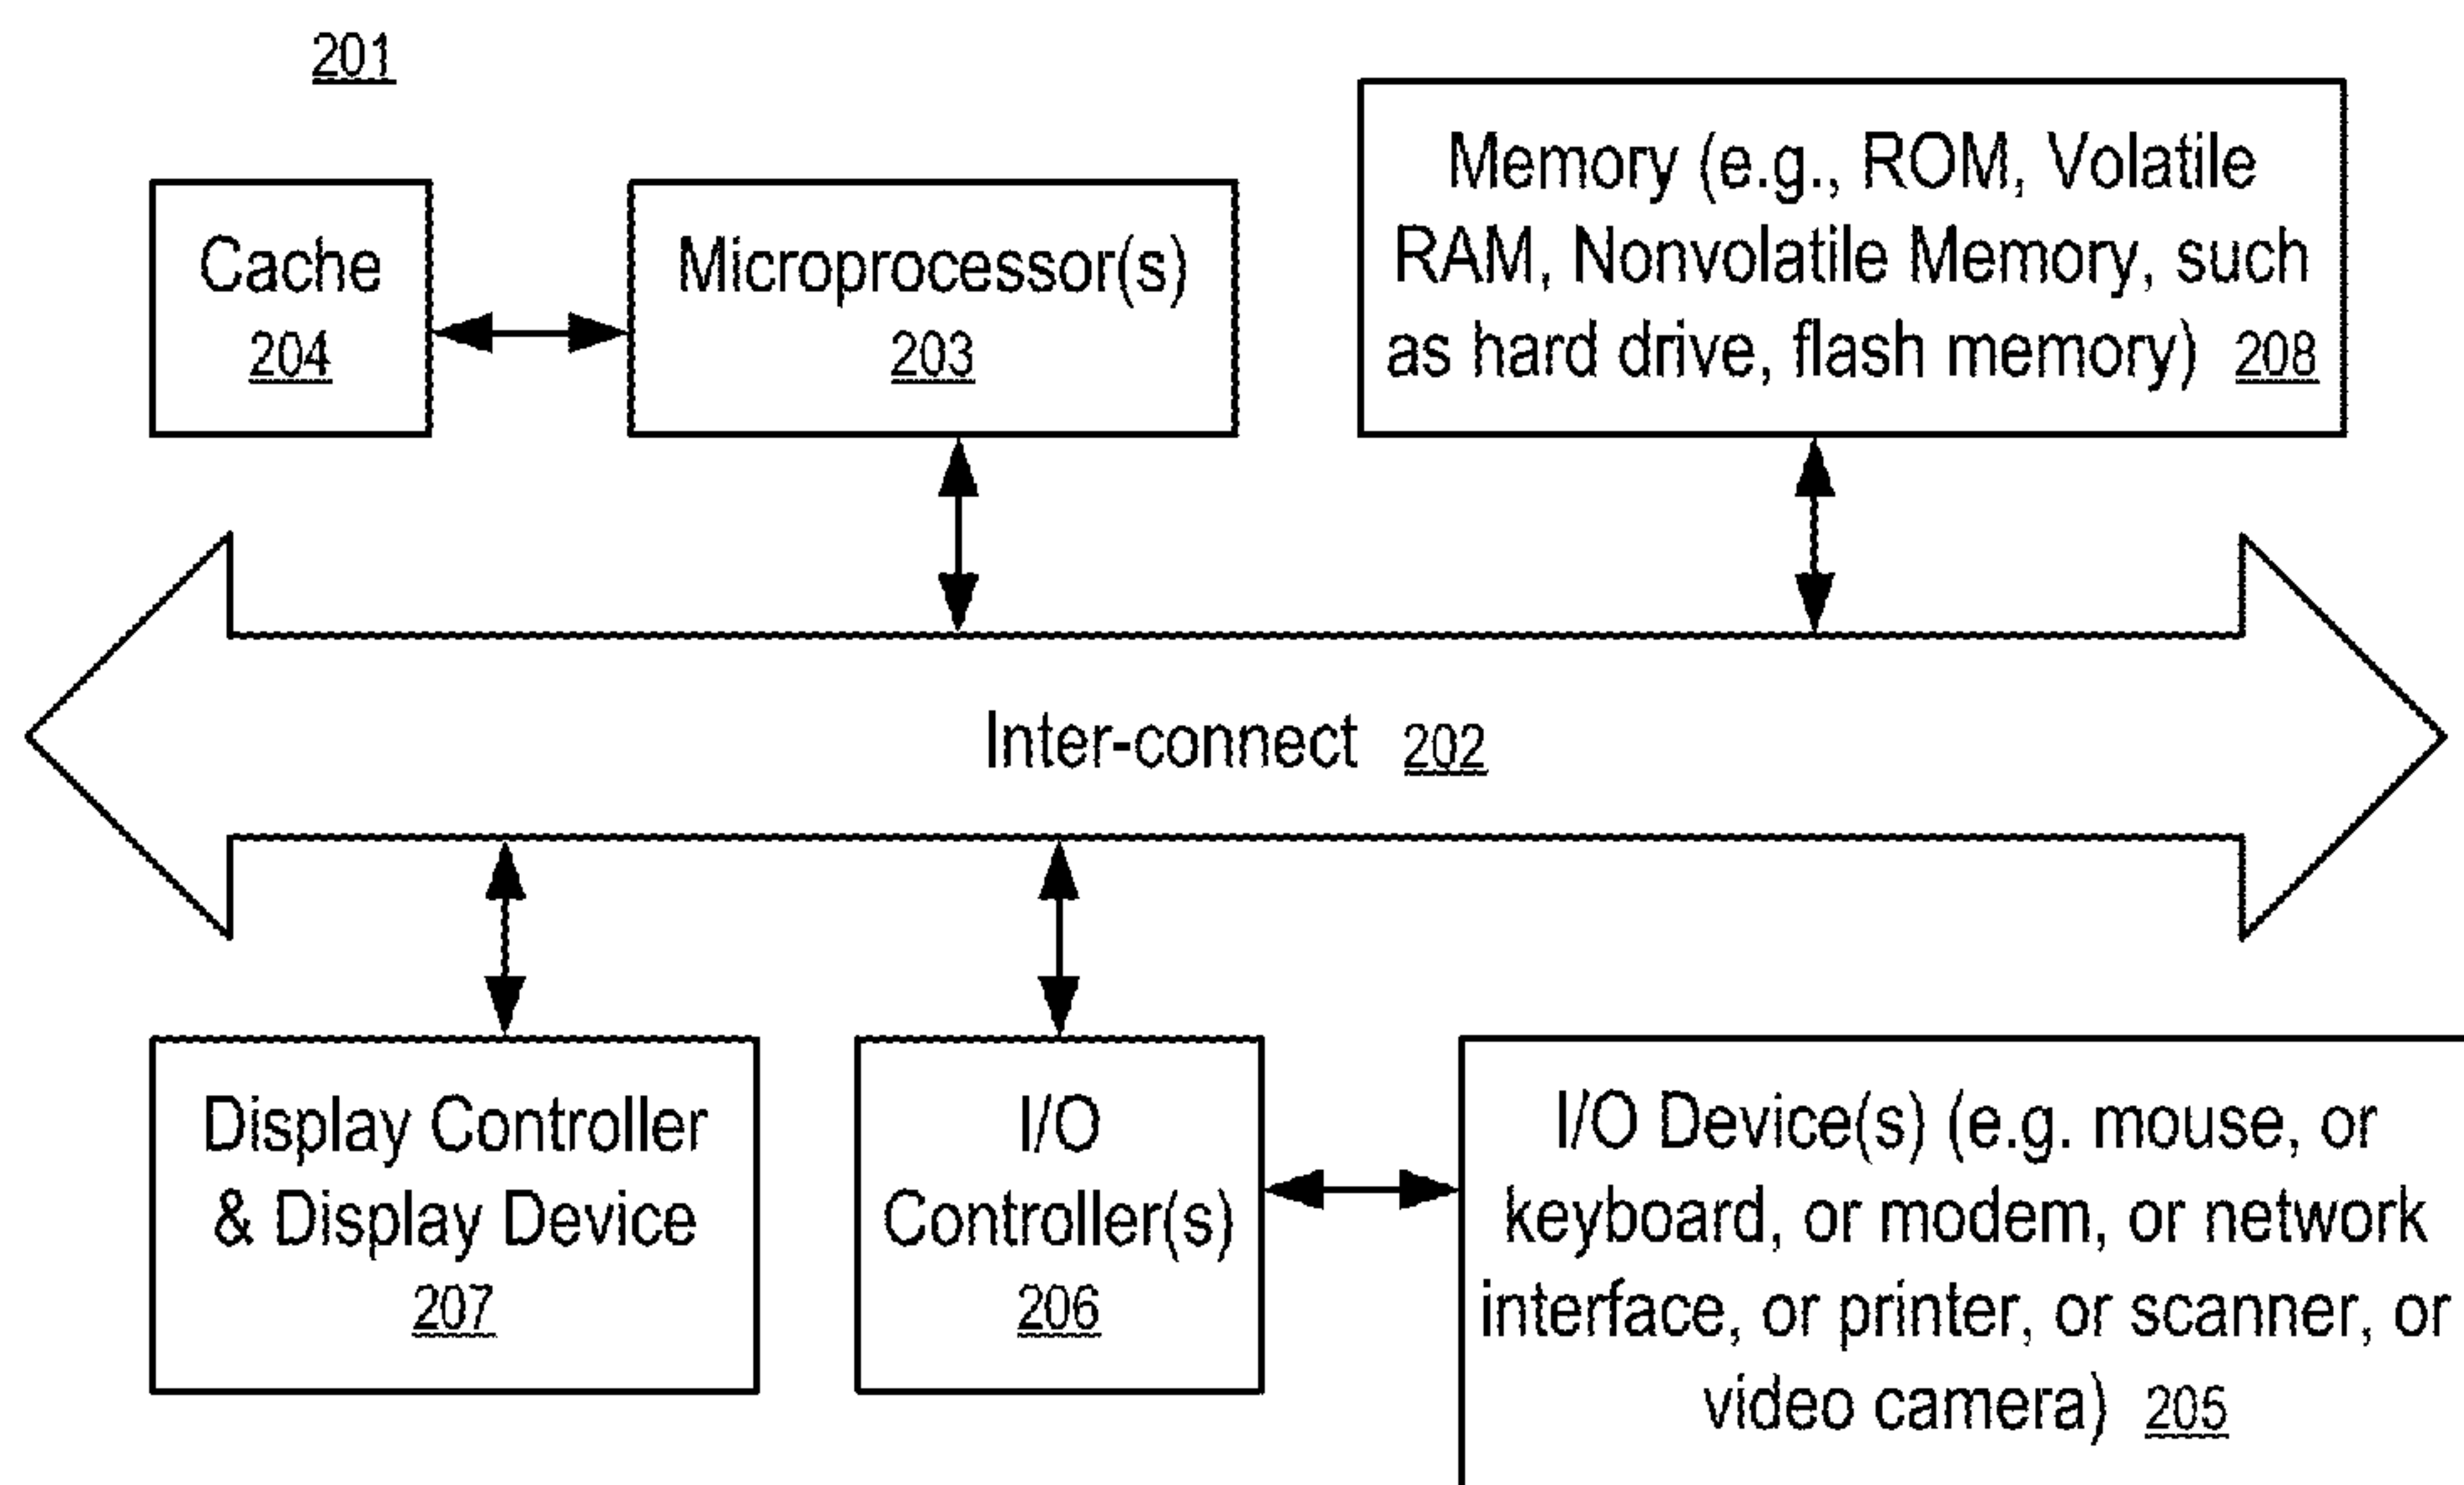 201
Cache
204
Microprocessor(s)
203
Memory (e.g., ROM, Volatile
RAM, Nonvolatile Memory, such
as hard drive, flash memory) 208
Inter-connect 202
Display Controller
& Display Device
207
I/O
Controller(s)
206
I/O Device(s) (e.g. mouse, or
keyboard, or modem, or network
interface, or printer, or scanner, or
video camera) 205